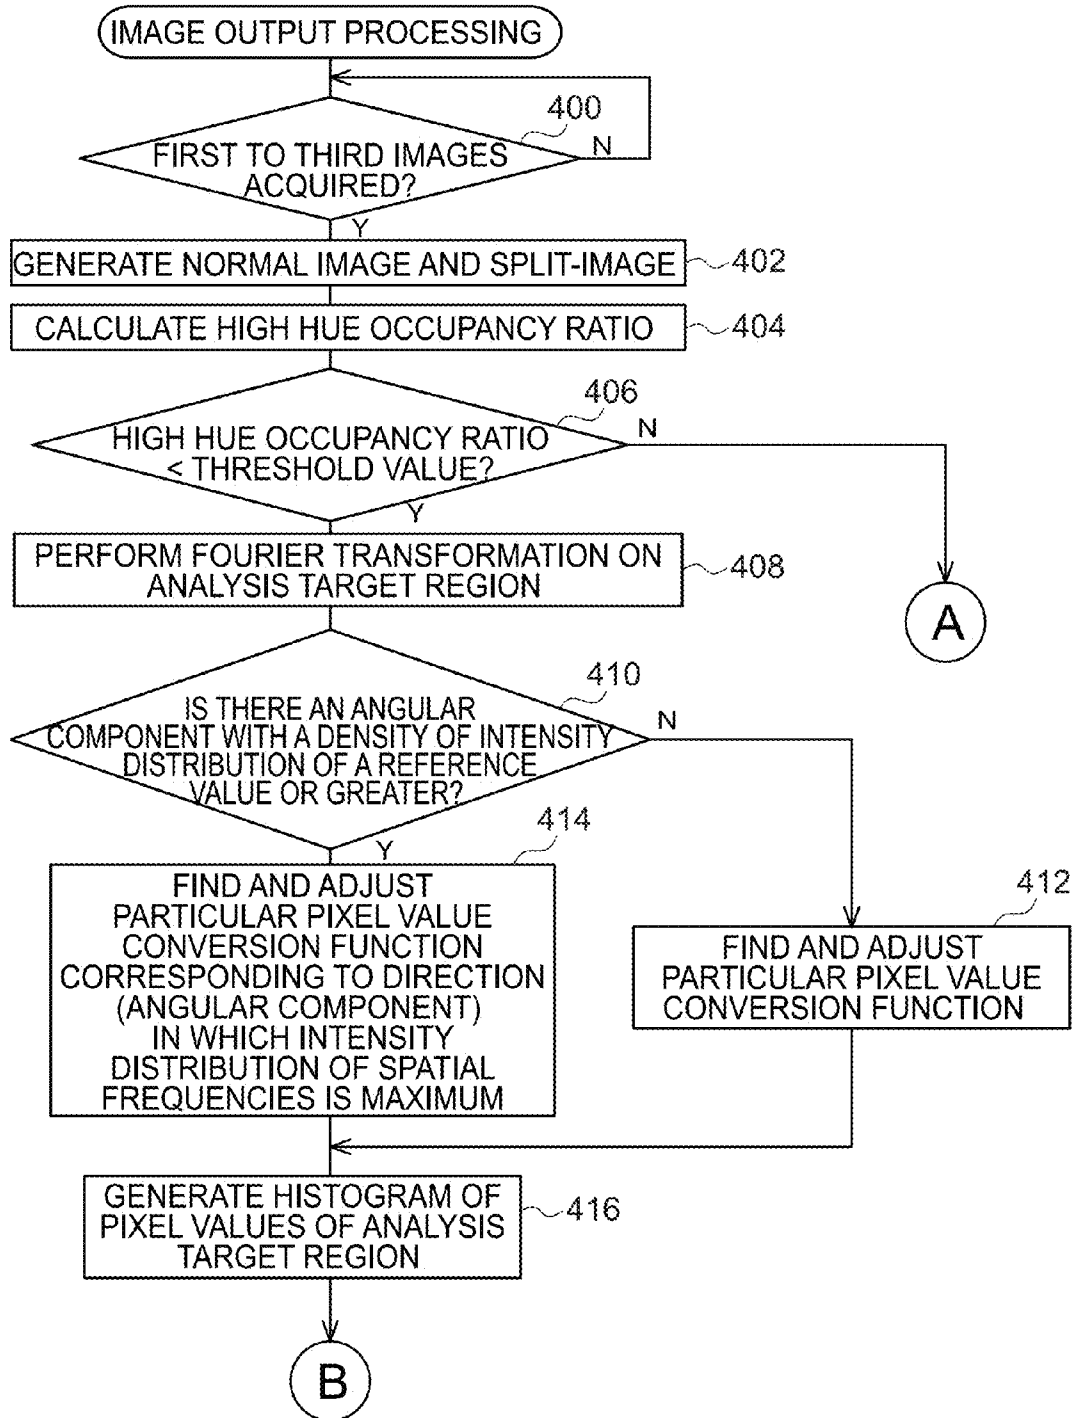 IMAGE OUTPUT PROCESSING
400
N
FIRST TO THIRD IMAGES
ACQUIRED?
Y
GENERATE NORMAL IMAGE AND SPLIT-IMAGE
402
CALCULATE HIGH HUE OCCUPANCY RATIO
404
406
N
HIGH HUE OCCUPANCY RATIO
< THRESHOLD VALUE?
Y
PERFORM FOURIER TRANSFORMATION ON
ANALYSIS TARGET REGION
408
A
410
N
IS THERE AN ANGULAR
COMPONENT WITH A DENSITY OF INTENSITY
DISTRIBUTION OF A REFERENCE
VALUE OR GREATER?
Y
414
FIND AND ADJUST
PARTICULAR PIXEL VALUE
CONVERSION FUNCTION
CORRESPONDING TO DIRECTION
(ANGULAR COMPONENT)
IN WHICH INTENSITY
DISTRIBUTION OF SPATIAL
FREQUENCIES IS MAXIMUM
412
FIND AND ADJUST
PARTICULAR PIXEL VALUE
CONVERSION FUNCTION
GENERATE HISTOGRAM OF
PIXEL VALUES OF ANALYSIS
TARGET REGION
416
B